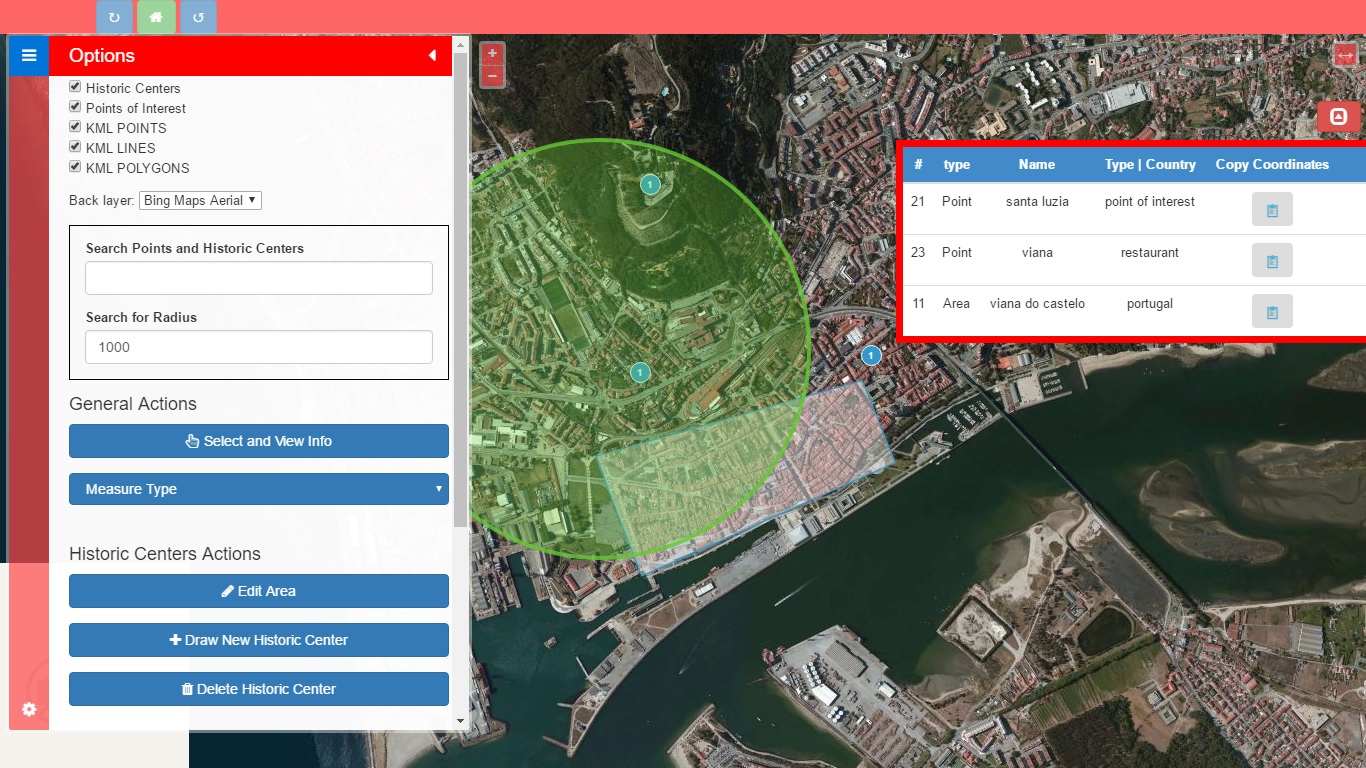 Options
Historic Centers
Points of Interest
KML POINTS
KML LINES
KML POLYGONS
Back layer: Bing Maps Aerial
Search Points and Historic Centers
Search for Radius
1000
General Actions
Select and View Info
Measure Type
Historic Centers Actions
Edit Area
Draw New Historic Center
Delete Historic Center
+
−
1
1
1
# type Name Type | Country Copy Coordinates
21 Point santa luzia point of interest
23 Point viana restaurant
11 Area viana do castelo portugal